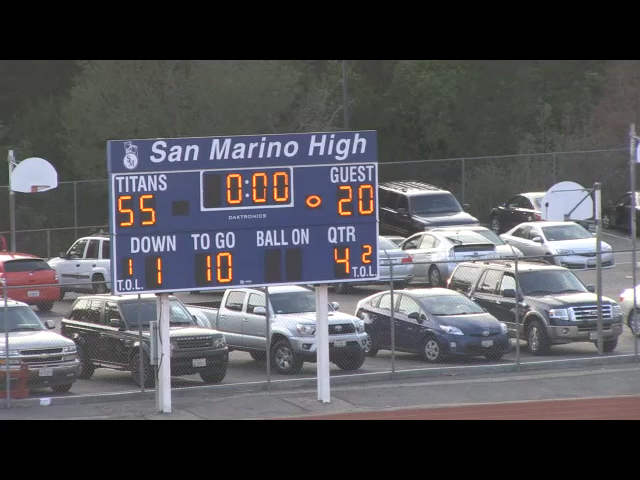 San Marino High
TITANS 0:00 GUEST
55 20
DAKTRONICS
DOWN TO GO BALL ON QTR
1 1 10 4 2
T.O.L. T.O.L.